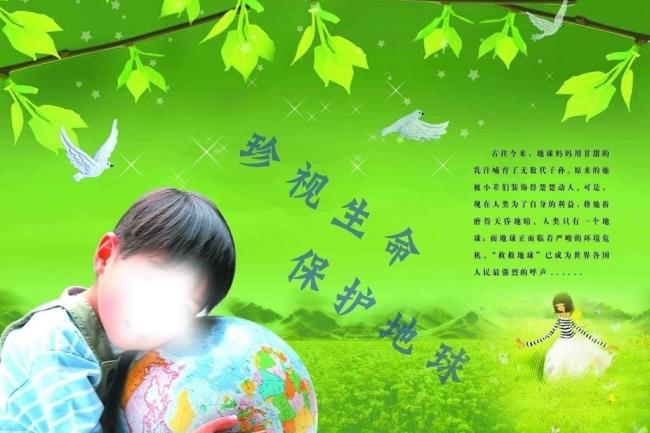 珍视生命
保护地球
古往今来，地球妈妈用甘甜的
乳汁哺育了无数代子孙。原来的她
被小辈们装饰得楚楚动人。可是，
现在人类为了自身的利益，将她折
磨得天昏地暗。人类只有一个地
球；而地球正面临着严峻的环境危
机。“救救地球”已成为世界各国
人民最强烈的呼声......